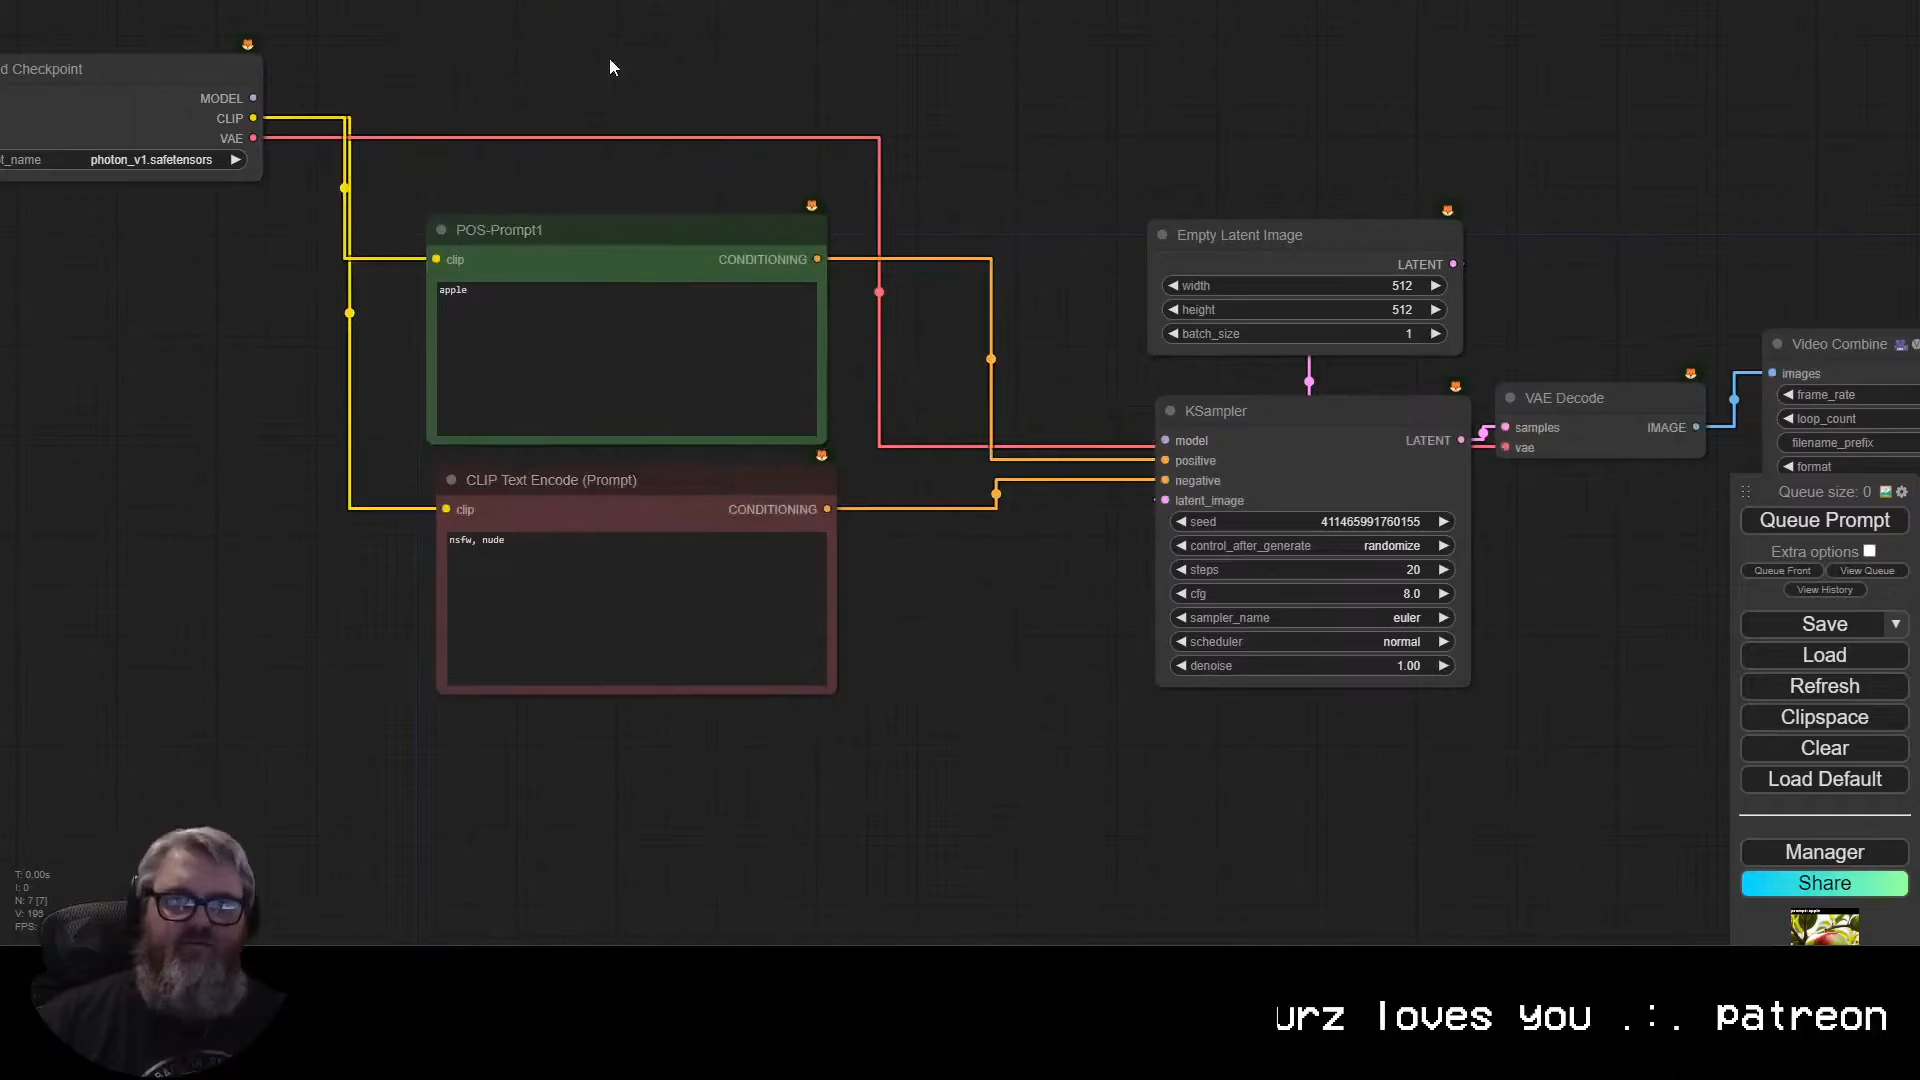 d Checkpoint
MODEL
CLIP
VAE
t_name photon_v1.safetensors
POS-Prompt1
clip CONDITIONING
apple
CLIP Text Encode (Prompt)
clip CONDITIONING
nsfw, nude
Empty Latent Image
LATENT
width 512
height 512
batch_size 1
KSampler
model LATENT
positive
negative
latent_image
seed 411465991760155
control_after_generate randomize
steps 20
cfg 8.0
sampler_name euler
scheduler normal
denoise 1.00
VAE Decode
samples IMAGE
vae
Video Combine
images
frame_rate
loop_count
filename_prefix
format
Queue size: 0
Queue Prompt
Extra options
Queue Front View Queue
View History
Save
Load
Refresh
Clipspace
Clear
Load Default
Manager
Share
prompt: apple
T: 0.00s
I: 0
N: 7 [7]
V: 193
FPS:
urz loves you .:. patreon